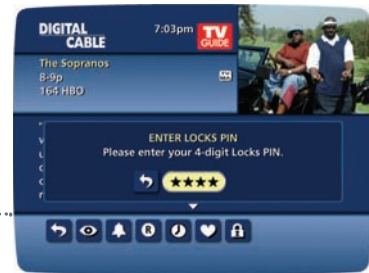 DIGITAL
CABLE
7:03pm
TV
GUIDE
The Sopranos
8-9p
164 HBO
ENTER LOCKS PIN
Please enter your 4-digit Locks PIN.
★★★★
R